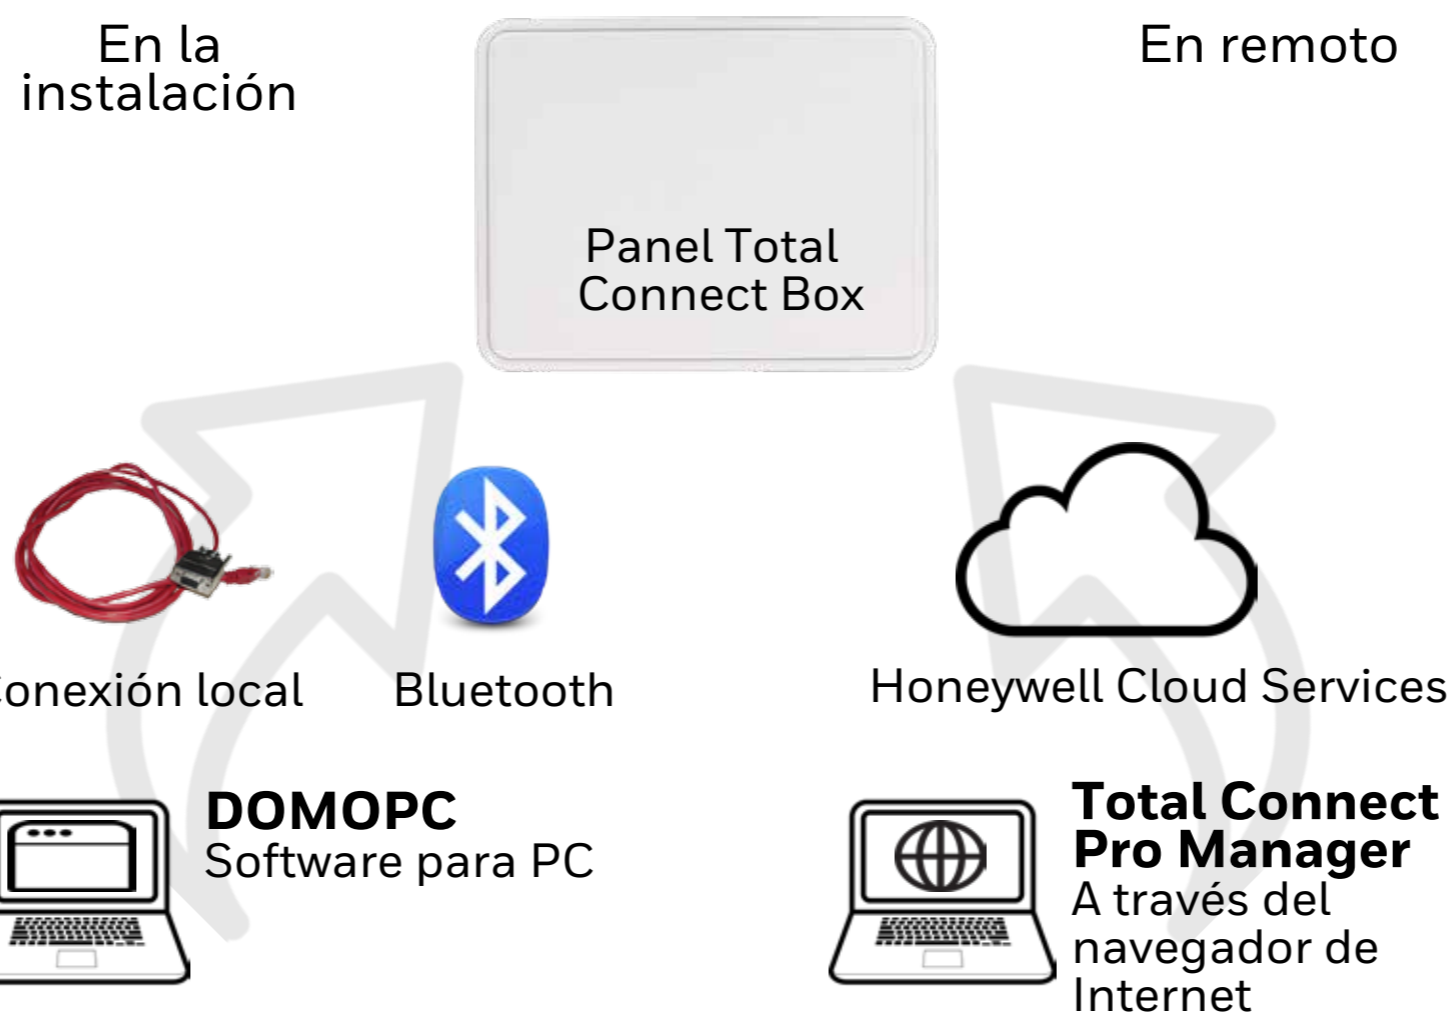 En la
instalación
En remoto
Panel Total
Connect Box
onexión local
Bluetooth
Honeywell Cloud Services
DOMOPC
Software para PC
Total Connect
Pro Manager
A través del
navegador de
Internet